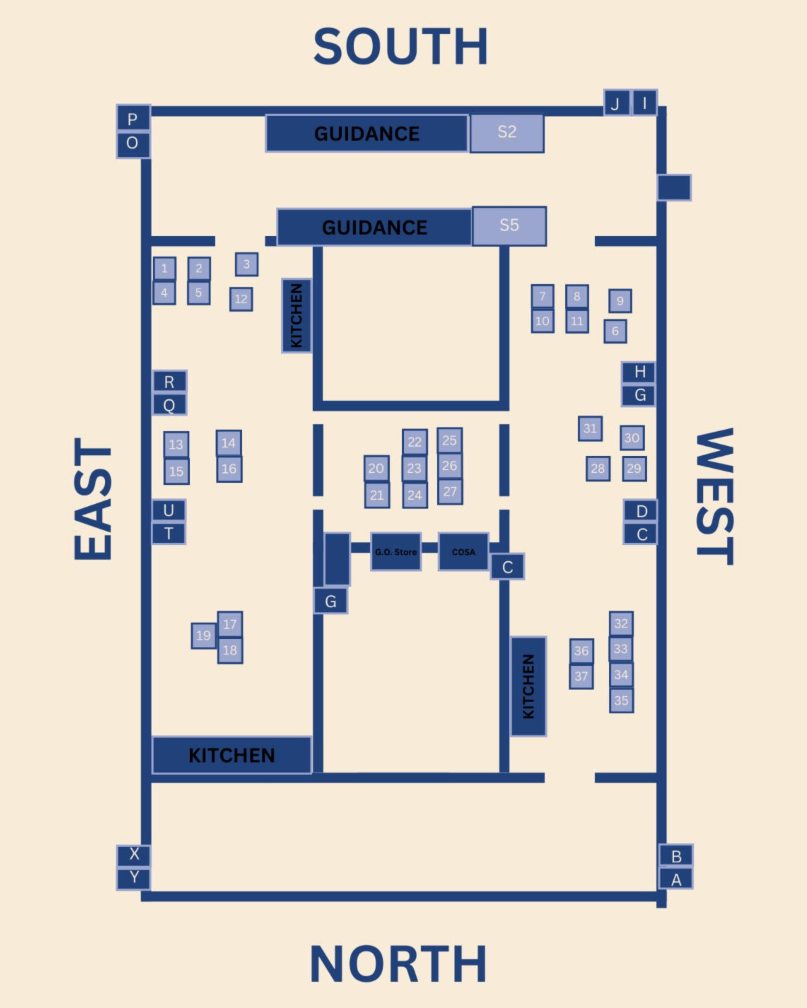 SOUTH
J I
P
O
GUIDANCE S2
GUIDANCE S5
1 2 3
4 5 12
KITCHEN
7 8 9
10 11 6
R
Q
H
G
13 14
15 16
20
21
22 25
23 26
24 27
31 30
28 29
EAST
WEST
U
T
D
C
G.O. Store COSA
C
G
19 17
18
KITCHEN
36
37
32
33
34
35
KITCHEN
X
Y
B
A
NORTH